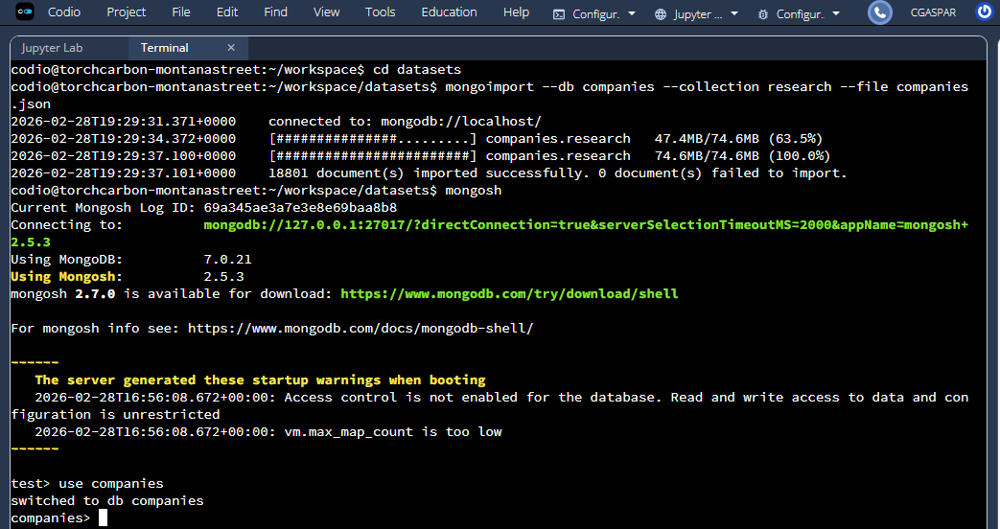 Codio Project File Edit Find View Tools Education Help Configur. Jupyter ... Configur. CGASPAR
Jupyter Lab Terminal ×
codio@torchcarbon-montanastreet:~/workspace$ cd datasets
codio@torchcarbon-montanastreet:~/workspace/datasets$ mongoimport --db companies --collection research --file companies
.json
2026-02-28T19:29:31.371+0000 connected to: mongodb://localhost/
2026-02-28T19:29:34.372+0000 [###############.........] companies.research 47.4MB/74.6MB (63.5%)
2026-02-28T19:29:37.100+0000 [########################] companies.research 74.6MB/74.6MB (100.0%)
2026-02-28T19:29:37.101+0000 18801 document(s) imported successfully. 0 document(s) failed to import.
codio@torchcarbon-montanastreet:~/workspace/datasets$ mongosh
Current Mongosh Log ID: 69a345ae3a7e3e8e69baa8b8
Connecting to: mongodb://127.0.0.1:27017/?directConnection=true&serverSelectionTimeoutMS=2000&appName=mongosh+
2.5.3
Using MongoDB: 7.0.21
Using Mongosh: 2.5.3
mongosh 2.7.0 is available for download: https://www.mongodb.com/try/download/shell
For mongosh info see: https://www.mongodb.com/docs/mongodb-shell/
------
The server generated these startup warnings when booting
2026-02-28T16:56:08.672+00:00: Access control is not enabled for the database. Read and write access to data and con
figuration is unrestricted
2026-02-28T16:56:08.672+00:00: vm.max_map_count is too low
------
test> use companies
switched to db companies
companies>